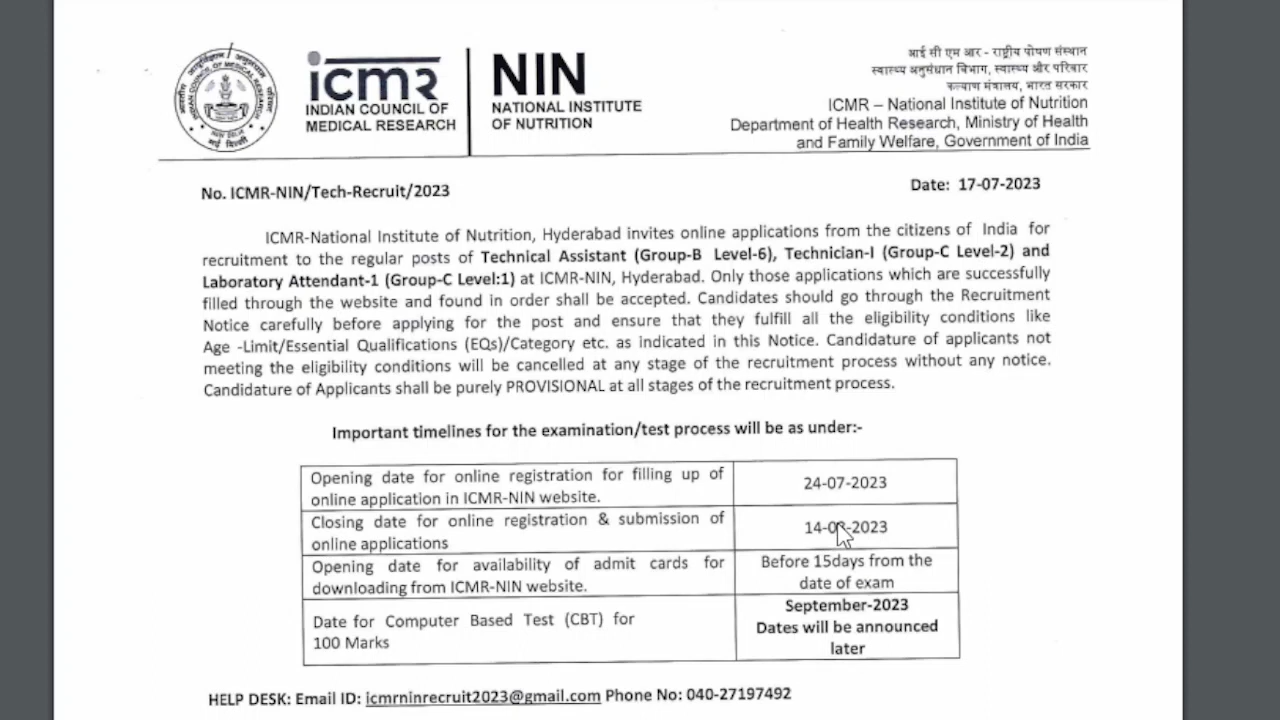 icmr
INDIAN COUNCIL OF
MEDICAL RESEARCH
NIN
NATIONAL INSTITUTE
OF NUTRITION
आई सी एम आर - राष्ट्रीय पोषण संस्थान
स्वास्थ्य अनुसंधान विभाग, स्वास्थ्य और परिवार
कल्याण मंत्रालय, भारत सरकार
ICMR – National Institute of Nutrition
Department of Health Research, Ministry of Health
and Family Welfare, Government of India
No. ICMR-NIN/Tech-Recruit/2023
Date: 17-07-2023
ICMR-National Institute of Nutrition, Hyderabad invites online applications from the citizens of India for
recruitment to the regular posts of Technical Assistant (Group-B Level-6), Technician-I (Group-C Level-2) and
Laboratory Attendant-1 (Group-C Level:1) at ICMR-NIN, Hyderabad. Only those applications which are successfully
filled through the website and found in order shall be accepted. Candidates should go through the Recruitment
Notice carefully before applying for the post and ensure that they fulfill all the eligibility conditions like
Age -Limit/Essential Qualifications (EQs)/Category etc. as indicated in this Notice. Candidature of applicants not
meeting the eligibility conditions will be cancelled at any stage of the recruitment process without any notice.
Candidature of Applicants shall be purely PROVISIONAL at all stages of the recruitment process.
Important timelines for the examination/test process will be as under:-
Opening date for online registration for filling up of
online application in ICMR-NIN website.
24-07-2023
Closing date for online registration & submission of
online applications
Opening date for availability of admit cards for
downloading from ICMR-NIN website.
Before 15days from the
date of exam
Date for Computer Based Test (CBT) for
100 Marks
September-2023
Dates will be announced
later
HELP DESK: Email ID: icmrninrecruit2023@gmail.com Phone No: 040-27197492